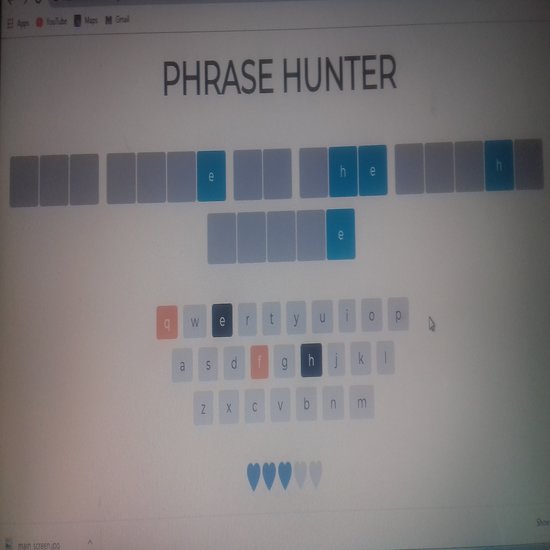 Apps YouTube Maps Gmail
PHRASE HUNTER
e h e h
e
q w e r t y u i o p
a s d f g h j k l
z x c v b n m
Show
main screen.jpg